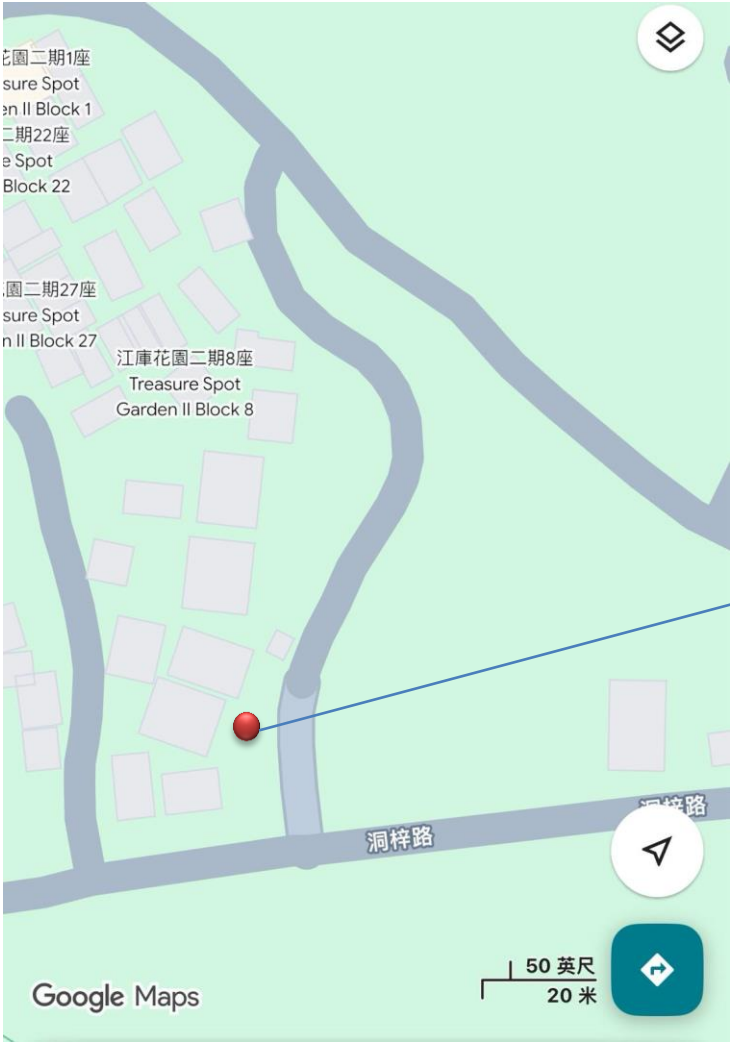 花園二期1座
sure Spot
en II Block 1
二期22座
e Spot
Block 22
園二期27座
sure Spot
n II Block 27
江庫花園二期8座
Treasure Spot
Garden II Block 8
洞梓路
洞梓路
50 英尺
20 米
Google Maps